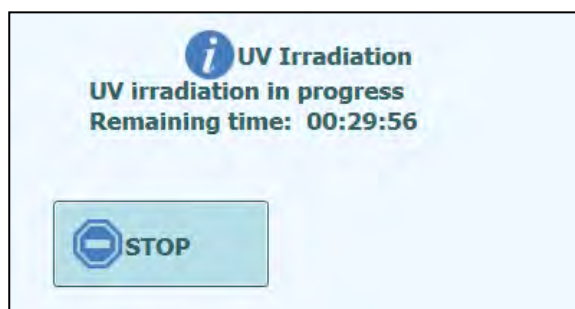 UV Irradiation
UV irradiation in progress
Remaining time: 00:29:56
STOP